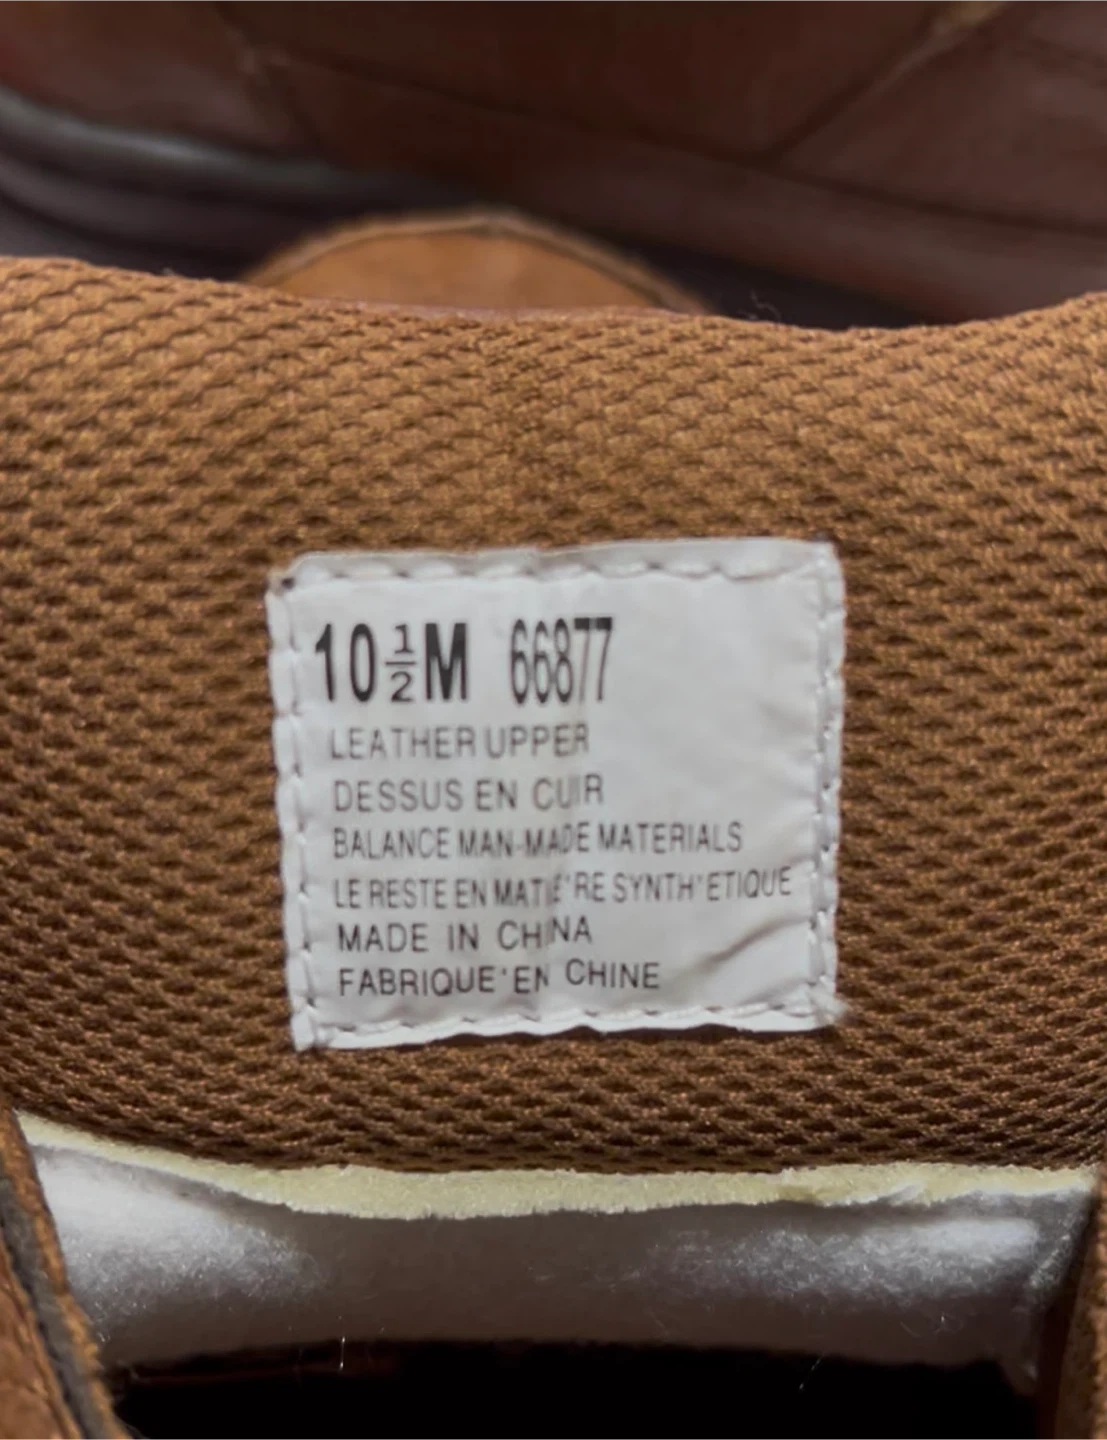 10½M 66877
LEATHER UPPER
DESSUS EN CUIR
BALANCE MAN-MADE MATERIALS
LE RESTE EN MATIE'RE SYNTH'ETIQUE
MADE IN CHINA
FABRIQUE'EN CHINE